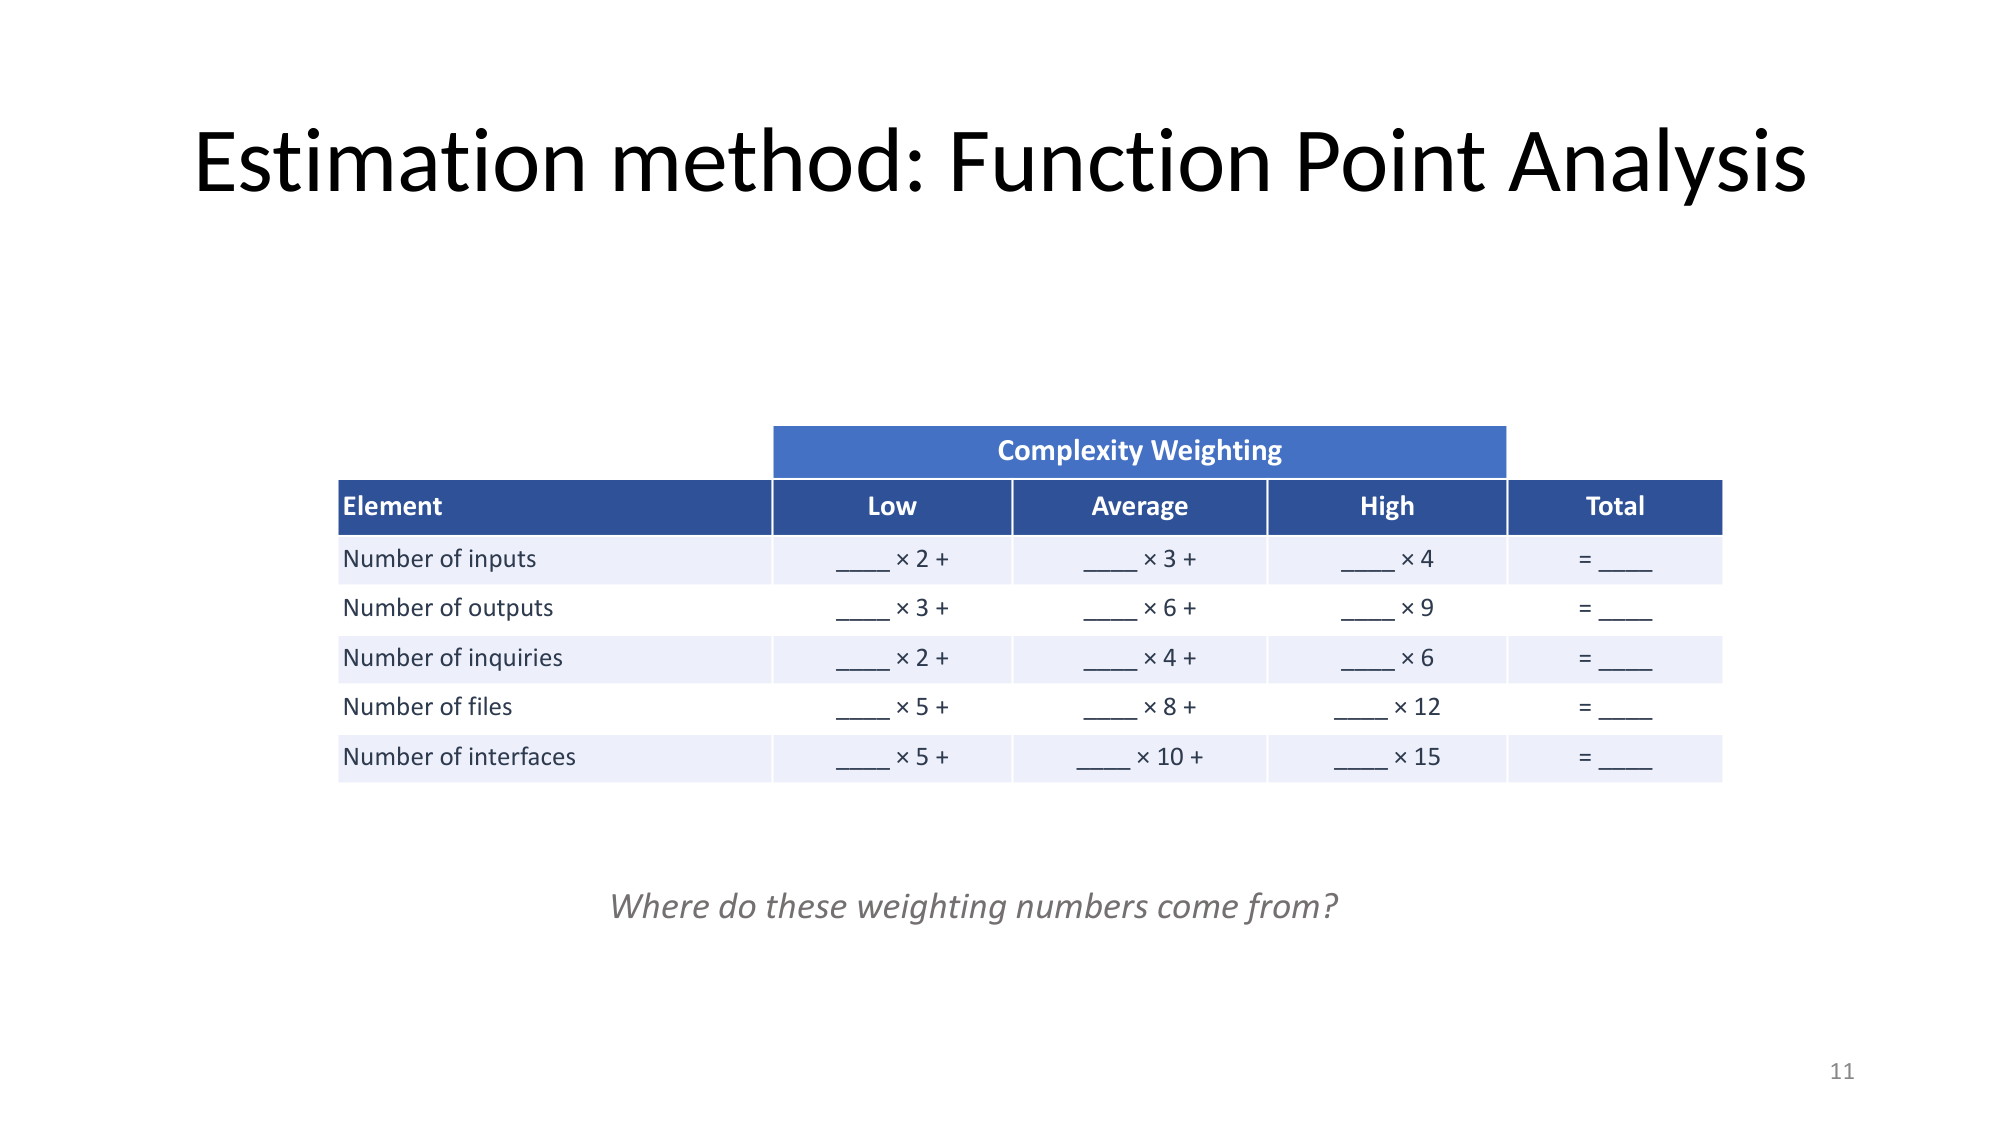 Estimation method: Function Point Analysis
Complexity Weighting
Element Low Average High Total
Number of inputs ____ × 2 + ____ × 3 + ____ × 4 = ____
Number of outputs ____ × 3 + ____ × 6 + ____ × 9 = ____
Number of inquiries ____ × 2 + ____ × 4 + ____ × 6 = ____
Number of files ____ × 5 + ____ × 8 + ____ × 12 = ____
Number of interfaces ____ × 5 + ____ × 10 + ____ × 15 = ____
Where do these weighting numbers come from?
11